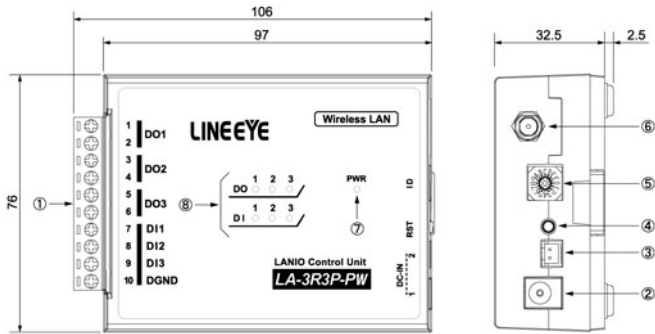 106
97
32.5
2.5
76
①
1
2
DO1
3
4
DO2
5
6
DO3
7 DI1
8 DI2
9 DI3
10 DGND
LINEEYE
Wireless LAN
⑧
1 2 3
DO
1 2 3
DI
PWR
⑦
ID
RST
DC-IN
1 2
LANIO Control Unit
LA-3R3P-PW
⑥
⑤
④
③
②